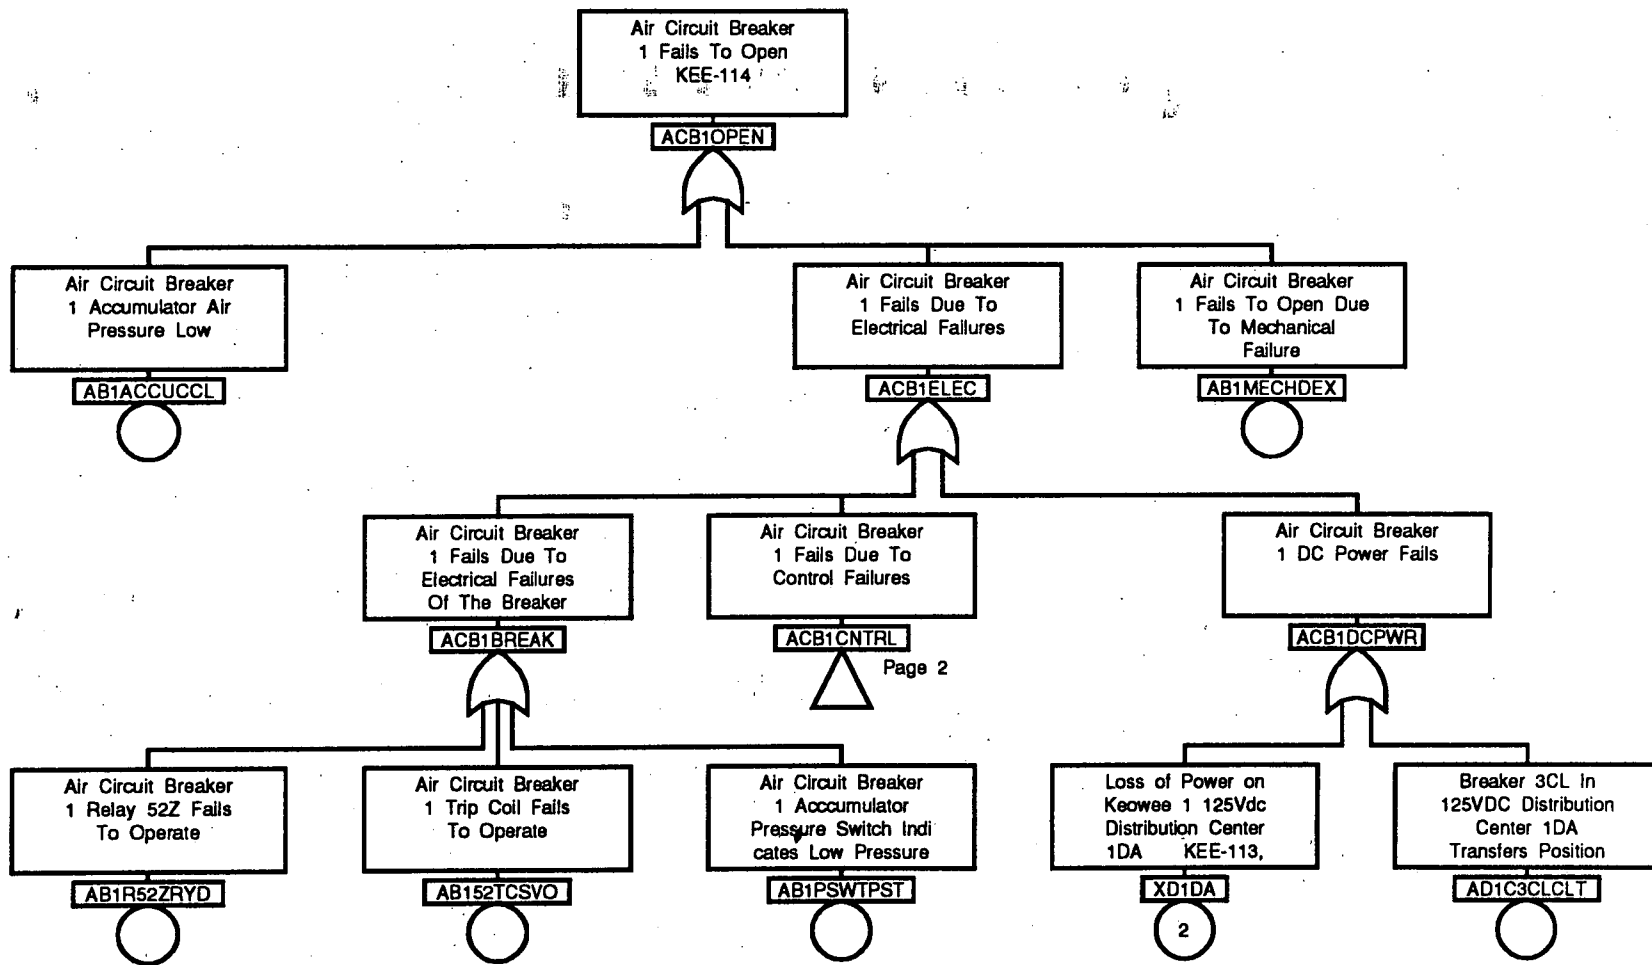 Air Circuit Breaker
1 Fails To Open
KEE-114
ACB1OPEN
Air Circuit Breaker
1 Accumulator Air
Pressure Low
AB1ACCUCCL
Air Circuit Breaker
1 Fails Due To
Electrical Failures
ACB1ELEC
Air Circuit Breaker
1 Fails To Open Due
To Mechanical
Failure
AB1MECHDEX
Air Circuit Breaker
1 Fails Due To
Electrical Failures
Of The Breaker
ACB1BREAK
Air Circuit Breaker
1 Fails Due To
Control Failures
ACB1CNTRL
Page 2
Air Circuit Breaker
1 DC Power Fails
ACB1DCPWR
Air Circuit Breaker
1 Relay 52Z Fails
To Operate
AB1R52ZRYD
Air Circuit Breaker
1 Trip Coil Fails
To Operate
AB152TCSVO
Air Circuit Breaker
1 Acccumulator
Pressure Switch Indi
cates Low Pressure
AB1PSWTPST
Loss of Power on
Keowee 1 125Vdc
Distribution Center
1DA KEE-113,
XD1DA
2
Breaker 3CL In
125VDC Distribution
Center 1DA
Transfers Position
AD1C3CLCLT